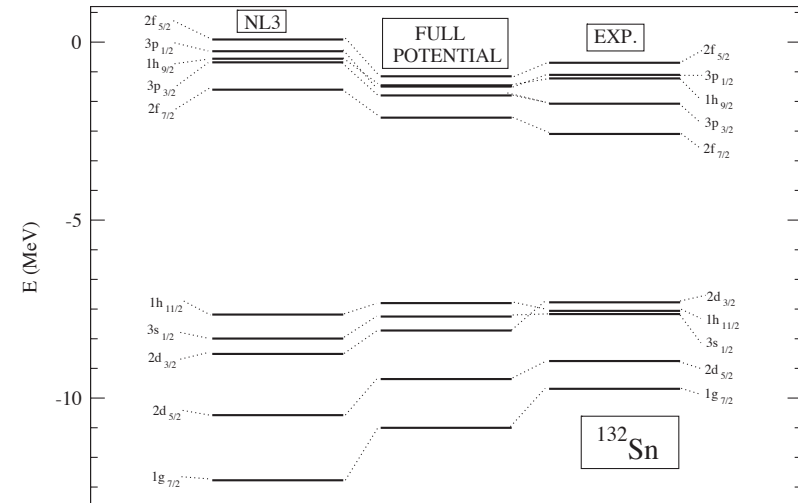 NL3
FULL
POTENTIAL
EXP.
E (MeV)
0
-5
-10
2f 5/2
3p 1/2
1h 9/2
3p 3/2
2f 7/2
1h 11/2
3s 1/2
2d 3/2
2d 5/2
1g 7/2
2f 5/2
3p 1/2
1h 9/2
3p 3/2
2f 7/2
2d 3/2
1h 11/2
3s 1/2
2d 5/2
1g 7/2
132Sn